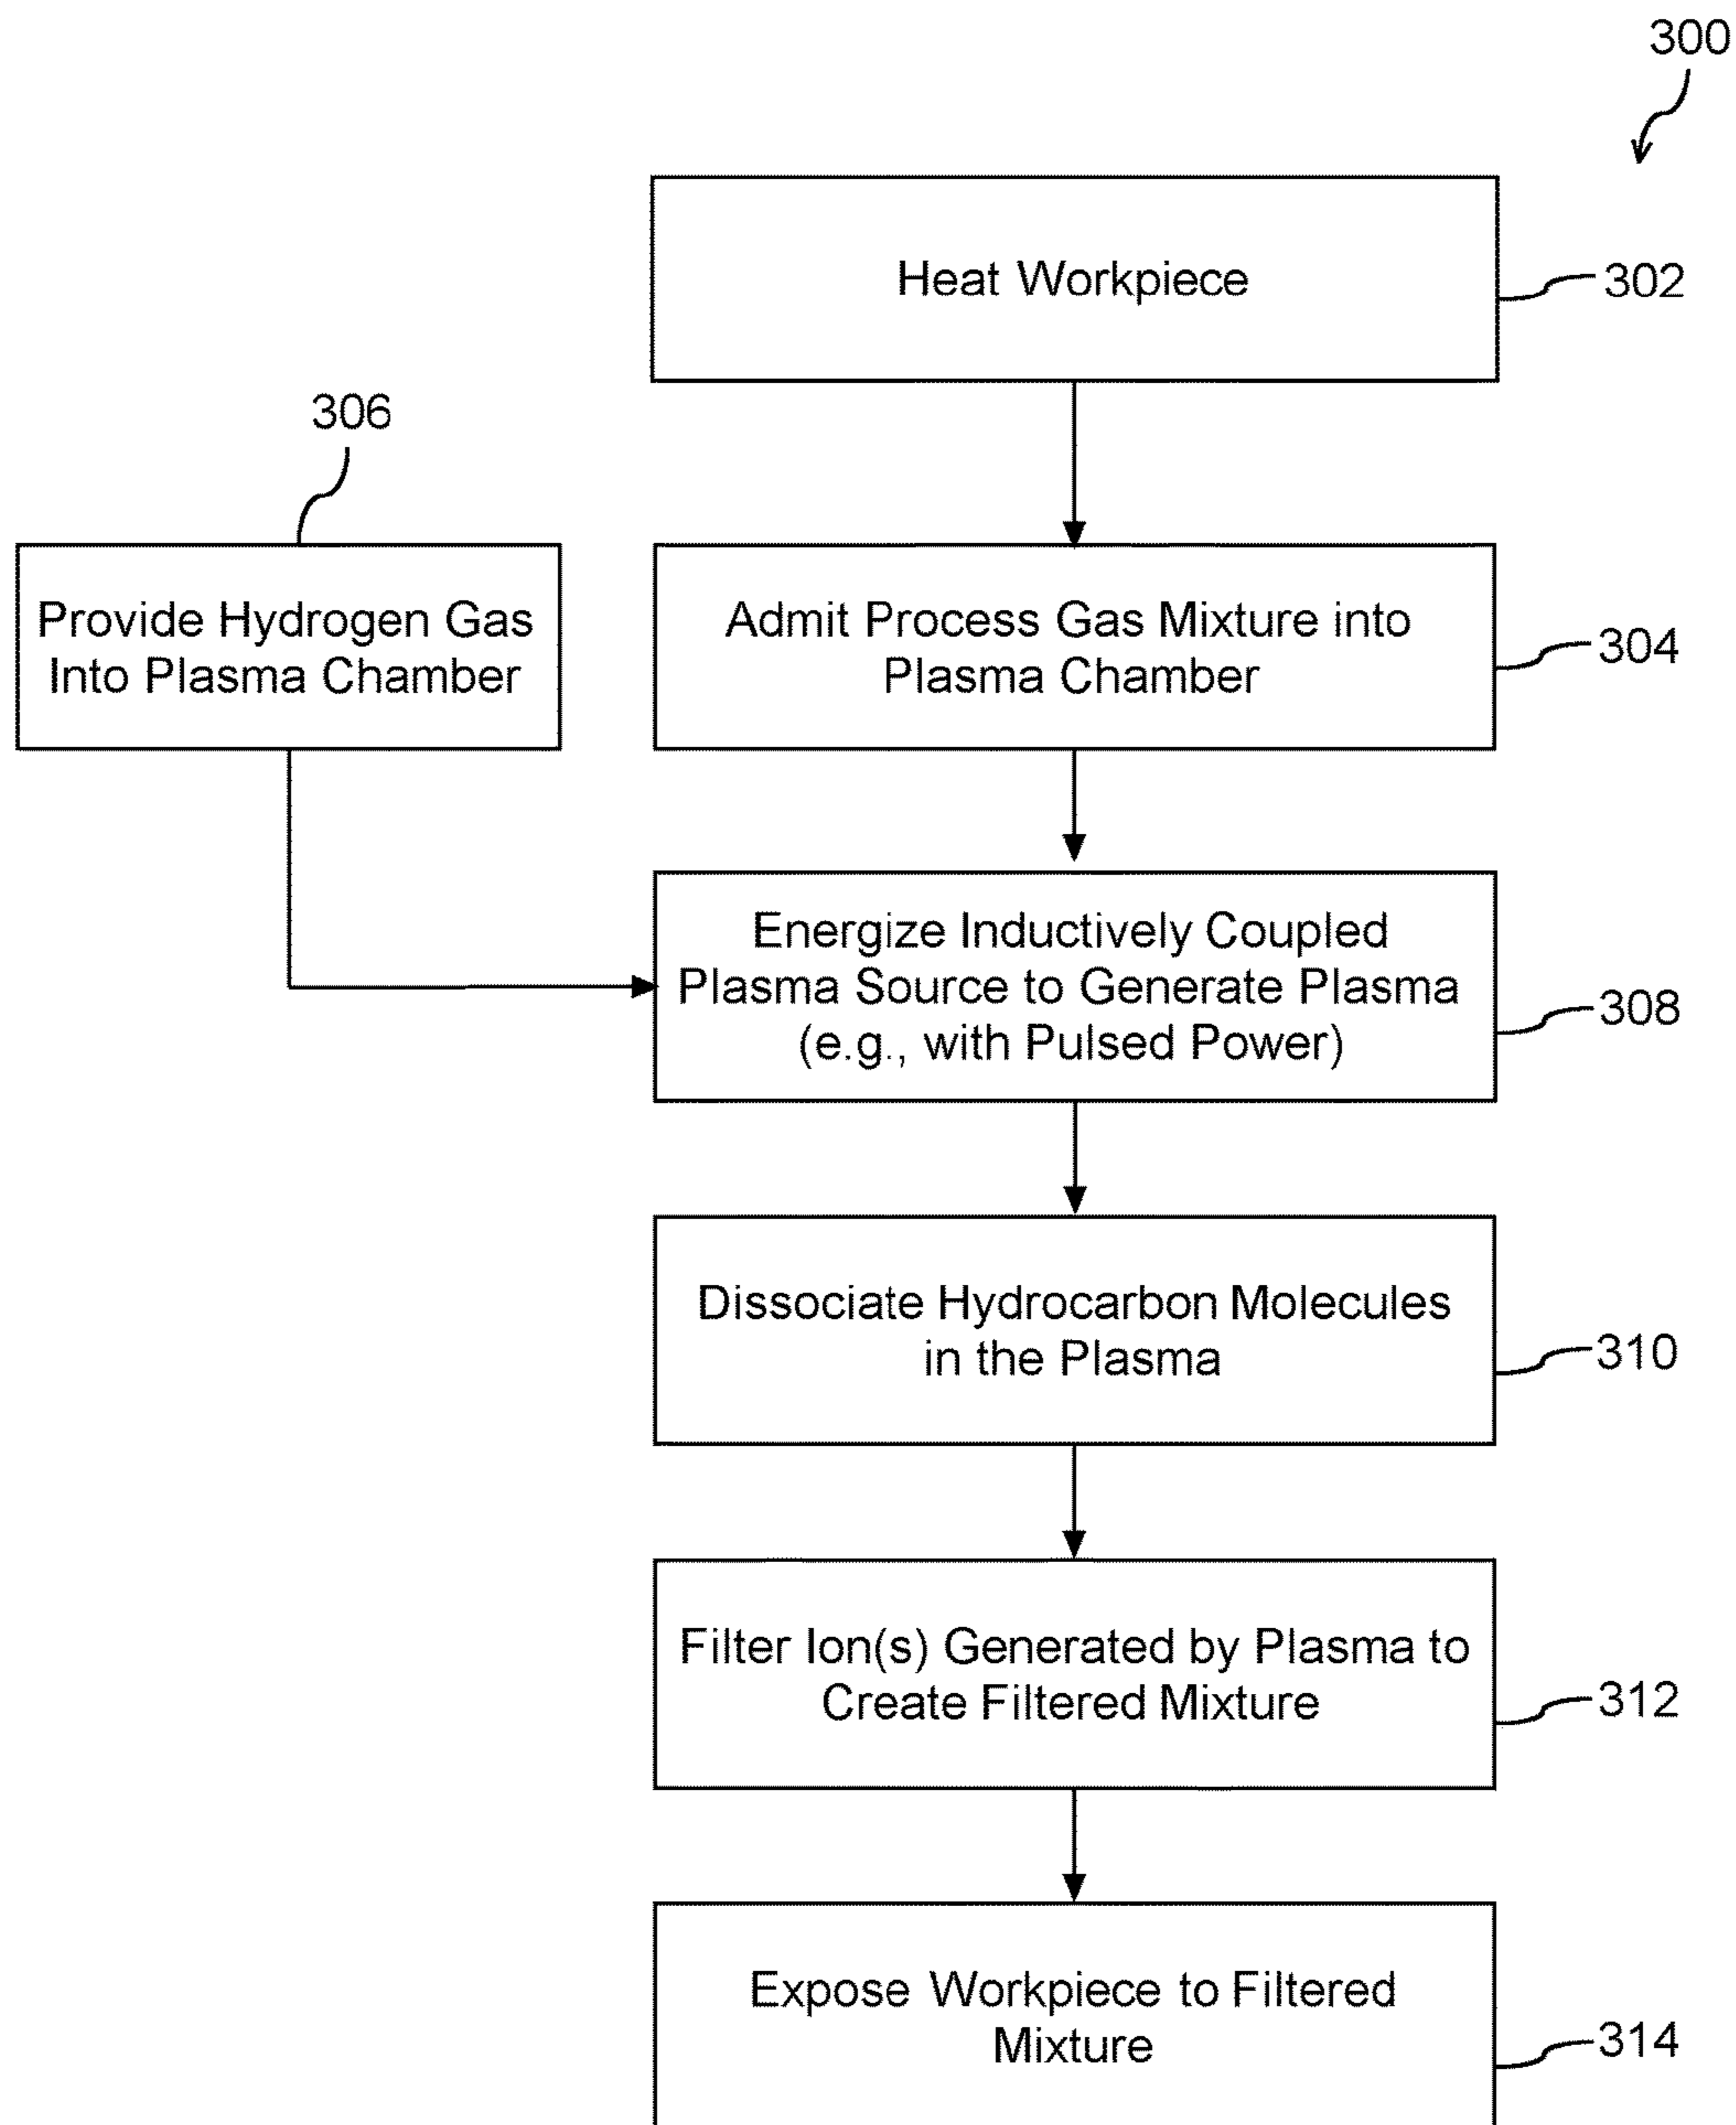 300
Heat Workpiece
302
306
Provide Hydrogen Gas
Into Plasma Chamber
Admit Process Gas Mixture into
Plasma Chamber
304
Energize Inductively Coupled
Plasma Source to Generate Plasma
(e.g., with Pulsed Power)
308
Dissociate Hydrocarbon Molecules
in the Plasma
310
Filter Ion(s) Generated by Plasma to
Create Filtered Mixture
312
Expose Workpiece to Filtered
Mixture
314